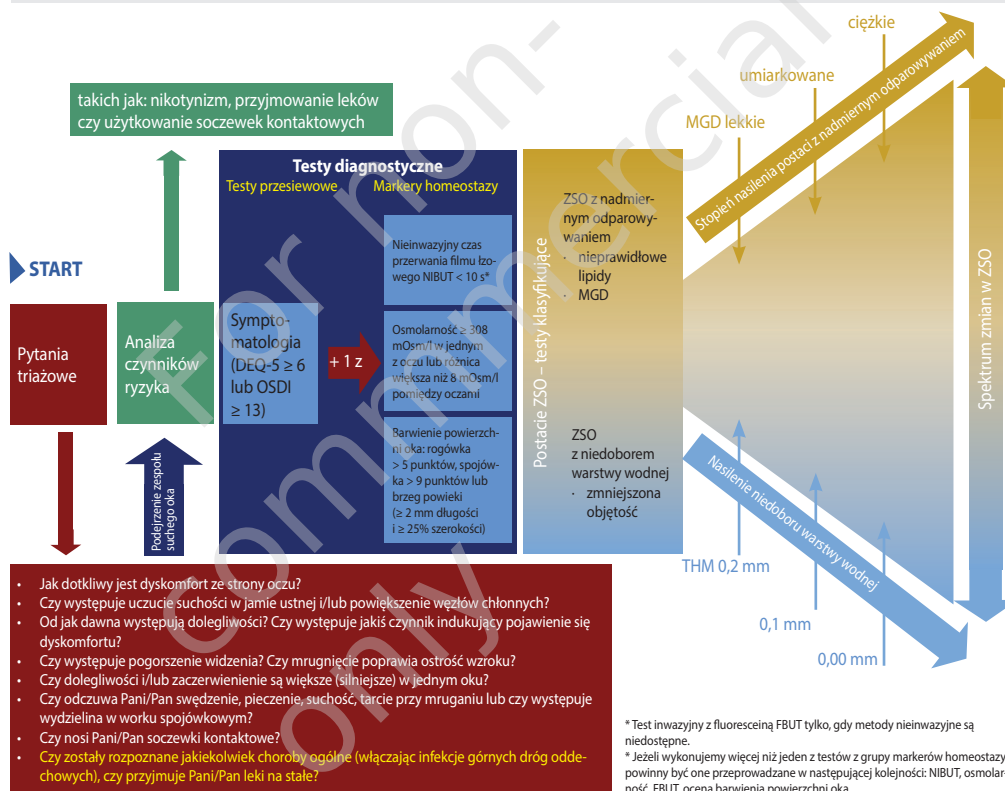 takich jak: nikotynizm, przyjmowanie leków
czy użytkowanie soczewek kontaktowych
START
Pytania
triażowe
Analiza
czynników
ryzyka
Podejrzenie zespołu
suchego oka
Testy diagnostyczne
Testy przesiewowe
Markery homeostazy
Sympto-
matologia
(DEQ-5 ≥ 6
lub OSDI
≥ 13)
+ 1 z
Nieinwazyjny czas
przerwania filmu łzo-
wego NIBUT < 10 s*
Osmolarność ≥ 308
mOsm/l w jednym
z oczu lub różnica
większa niż 8 mOsm/l
pomiędzy oczami
Barwienie powierzch-
ni oka: rogówka
> 5 punktów, spojów-
ka > 9 punktów lub
brzeg powieki
(≥ 2 mm długości
i ≥ 25% szerokości)
Postacie ZSO – testy klasyfikujące
ZSO z nadmier-
nym odparowy-
waniem
· nieprawidłowe
lipidy
· MGD
ZSO
z niedoborem
warstwy wodnej
· zmniejszona
objętość
MGD lekkie
umiarkowane
ciężkie
Stopień nasilenia postaci z nadmiernym odparowywaniem
Spektrum zmian w ZSO
Nasilenie niedoboru warstwy wodnej
THM 0,2 mm
0,1 mm
0,00 mm
• Jak dotkliwy jest dyskomfort ze strony oczu?
• Czy występuje uczucie suchości w jamie ustnej i/lub powiększenie węzłów chłonnych?
• Od jak dawna występują dolegliwości? Czy występuje jakiś czynnik indukujący pojawienie się
dyskomfortu?
• Czy występuje pogorszenie widzenia? Czy mrugnięcie poprawia ostrość wzroku?
• Czy dolegliwości i/lub zaczerwienienie są większe (silniejsze) w jednym oku?
• Czy odczuwa Pani/Pan swędzenie, pieczenie, suchość, tarcie przy mruganiu lub czy występuje
wydzielina w worku spojówkowym?
• Czy nosi Pani/Pan soczewki kontaktowe?
• Czy zostały rozpoznane jakiekolwiek choroby ogólne (włączając infekcje górnych dróg odde-
chowych), czy przyjmuje Pani/Pan leki na stałe?
* Test inwazyjny z fluoresceiną FBUT tylko, gdy metody nieinwazyjne są
niedostępne.
* Jeżeli wykonujemy więcej niż jeden z testów z grupy markerów homeostazy,
powinny być one przeprowadzane w następującej kolejności: NIBUT, osmolar-
ność, FBUT, ocena barwienia powierzchni oka.
For non-
commercial
only